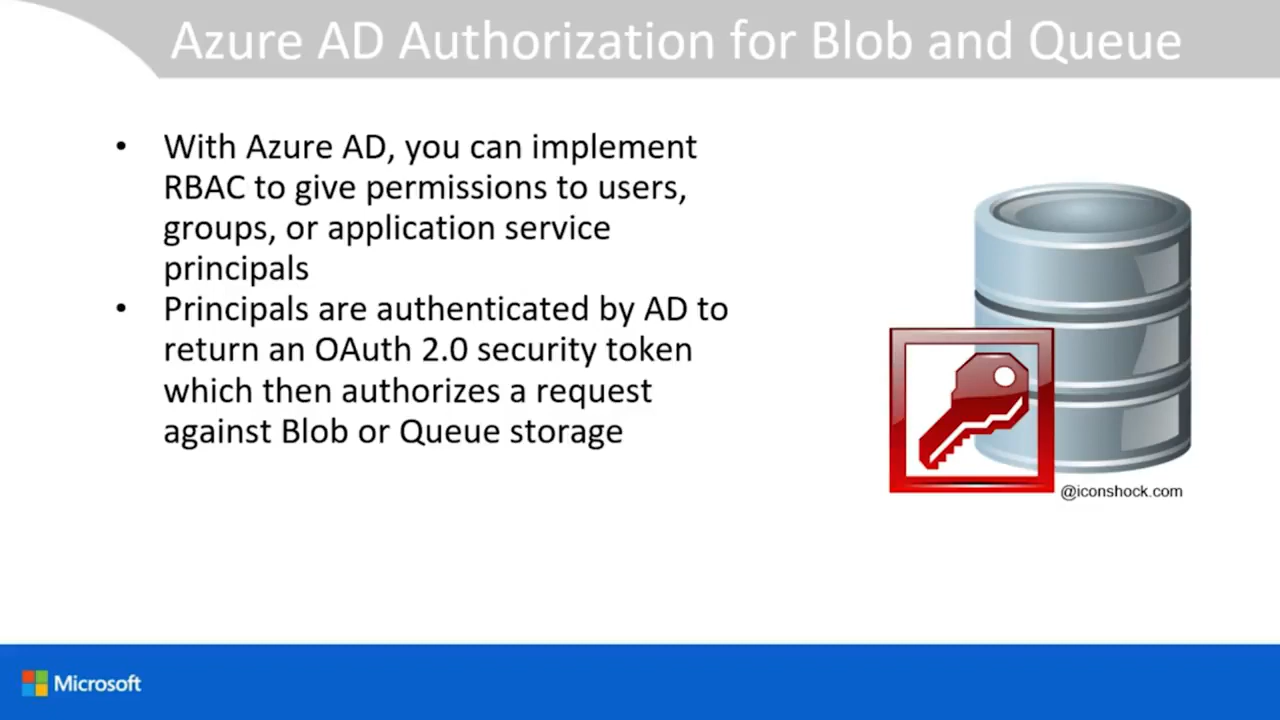 Azure AD Authorization for Blob and Queue
• With Azure AD, you can implement
RBAC to give permissions to users,
groups, or application service
principals
• Principals are authenticated by AD to
return an OAuth 2.0 security token
which then authorizes a request
against Blob or Queue storage
@iconshock.com
Microsoft